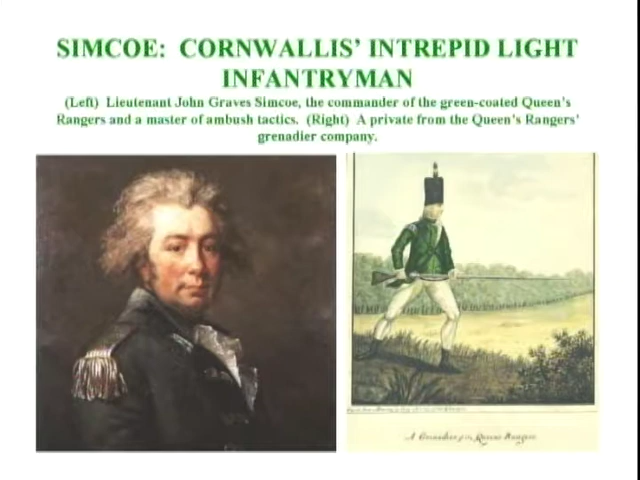 SIMCOE: CORNWALLIS' INTREPID LIGHT
INFANTRYMAN
(Left) Lieutenant John Graves Simcoe, the commander of the green-coated Queen's
Rangers and a master of ambush tactics. (Right) A private from the Queen's Rangers'
grenadier company.
A Grenadier of the Queens Rangers